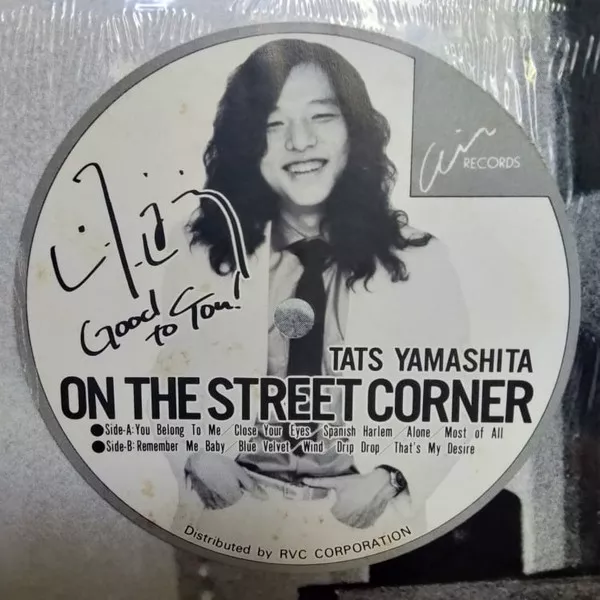 Air
RECORDS
Good
to You!
TATS YAMASHITA
ON THE STREET CORNER
●Side-A: You Belong To Me / Close Your Eyes / Spanish Harlem / Alone / Most of All
●Side-B: Remember Me Baby / Blue Velvet / Wind / Drip Drop / That's My Desire
Distributed by RVC CORPORATION